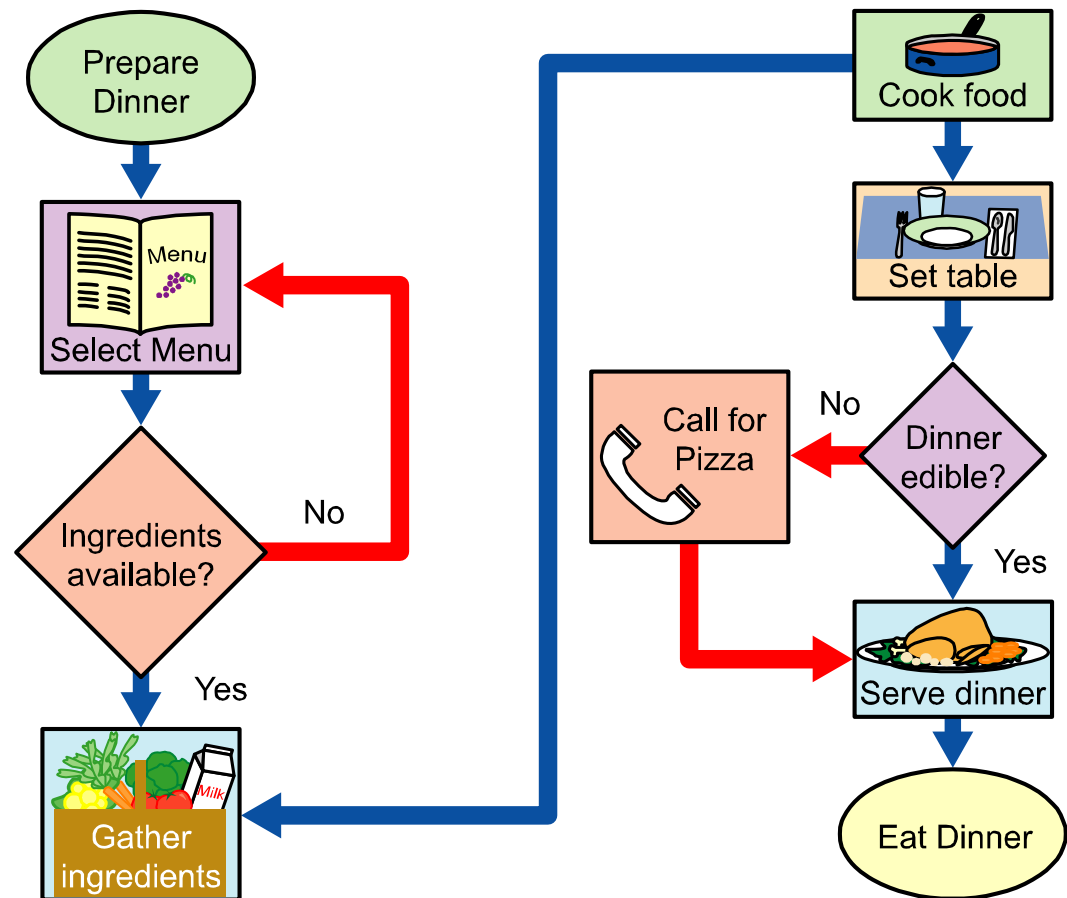 Prepare
Dinner
Menu
Select Menu
No
Ingredients
available?
Yes
Milk
Gather
ingredients
Cook food
Set table
No
Call for
Pizza
Dinner
edible?
Yes
Serve dinner
Eat Dinner